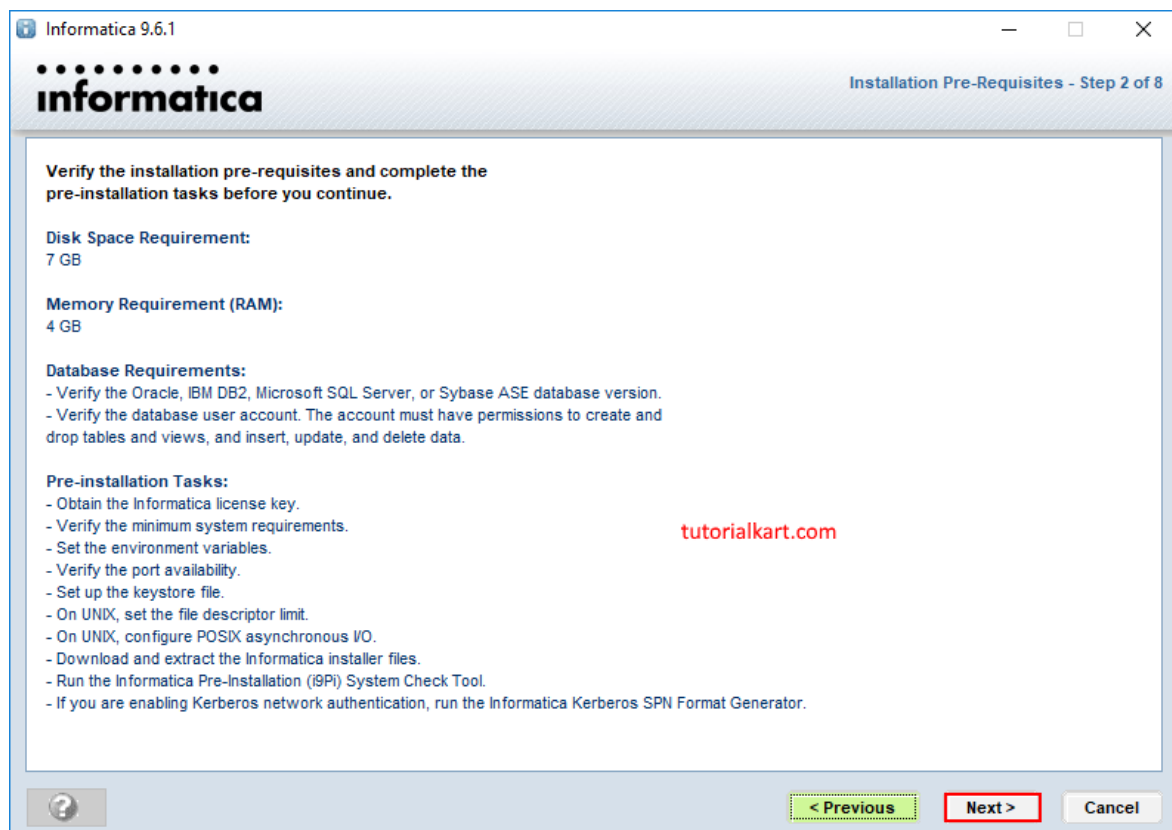 Informatica 9.6.1
informatica
Installation Pre-Requisites - Step 2 of 8
Verify the installation pre-requisites and complete the
pre-installation tasks before you continue.
Disk Space Requirement:
7 GB
Memory Requirement (RAM):
4 GB
Database Requirements:
- Verify the Oracle, IBM DB2, Microsoft SQL Server, or Sybase ASE database version.
- Verify the database user account. The account must have permissions to create and
drop tables and views, and insert, update, and delete data.
Pre-installation Tasks:
- Obtain the Informatica license key.
- Verify the minimum system requirements.
- Set the environment variables.
- Verify the port availability.
- Set up the keystore file.
- On UNIX, set the file descriptor limit.
- On UNIX, configure POSIX asynchronous I/O.
- Download and extract the Informatica installer files.
- Run the Informatica Pre-Installation (i9Pi) System Check Tool.
- If you are enabling Kerberos network authentication, run the Informatica Kerberos SPN Format Generator.
tutorialkart.com
?
< Previous
Next >
Cancel